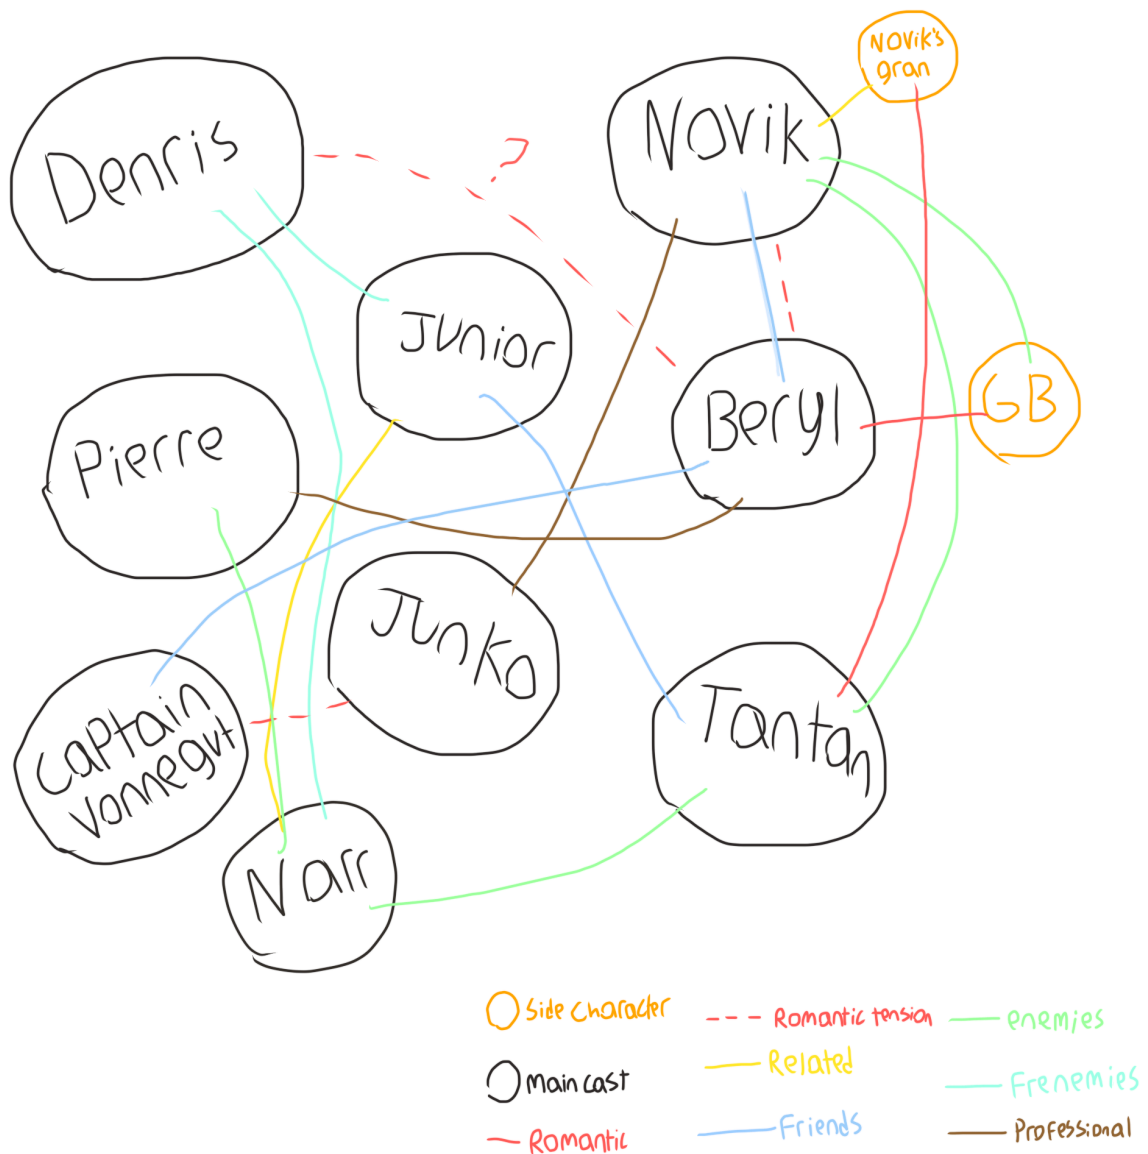 Novik's
gran
Denris
Novik
?
Junior
Beryl
GB
Pierre
Junko
Captain
Vonnegut
Tantan
Narr
Side character
Romantic tension
enemies
Main cast
Related
Frenemies
Romantic
Friends
Professional